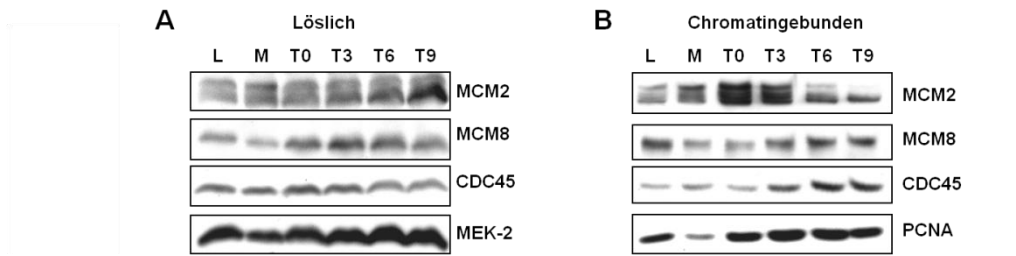 A Löslich
L M T0 T3 T6 T9
MCM2
MCM8
CDC45
MEK-2
B Chromatingebunden
L M T0 T3 T6 T9
MCM2
MCM8
CDC45
PCNA